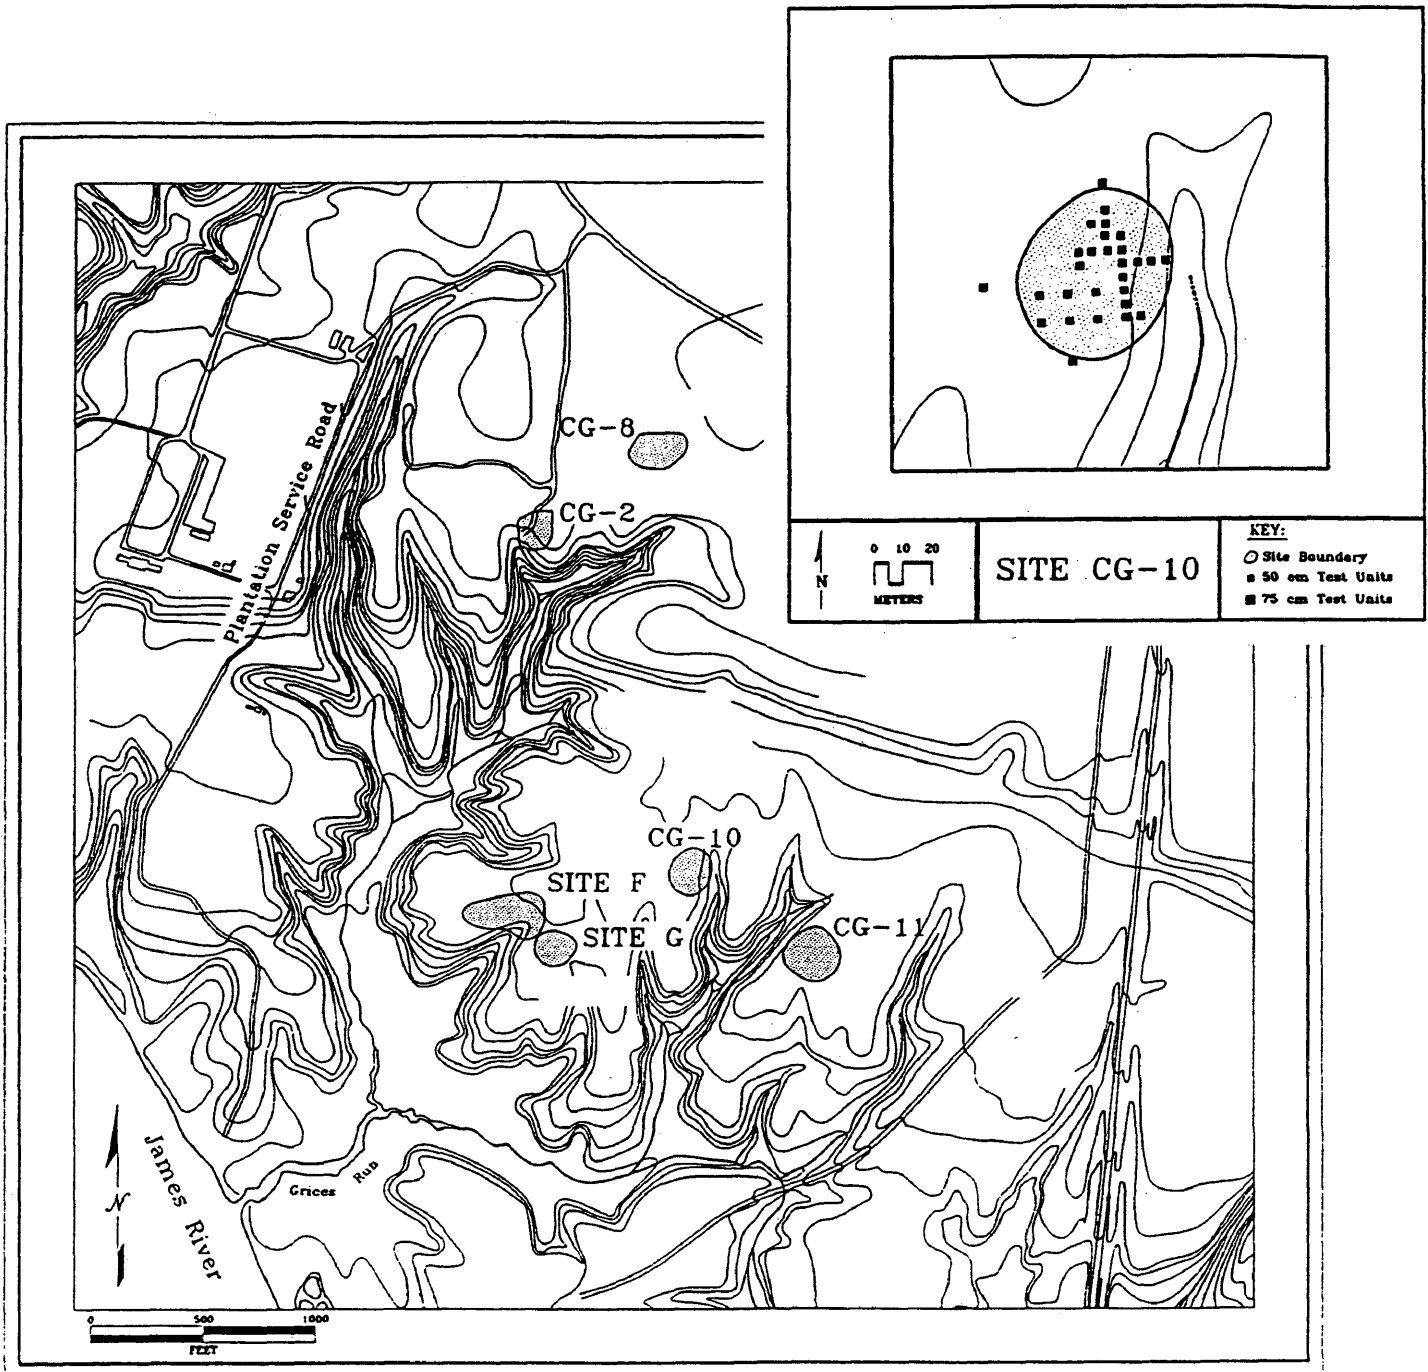 0 10 20
N
METERS
SITE CG-10
KEY:
Site Boundary
50 cm Test Units
75 cm Test Units
CG-8
CG-2
Plantation Service Road
CG-10
SITE F
SITE G
CG-11
Grices Run
James River
N
0 500 1000
FEET